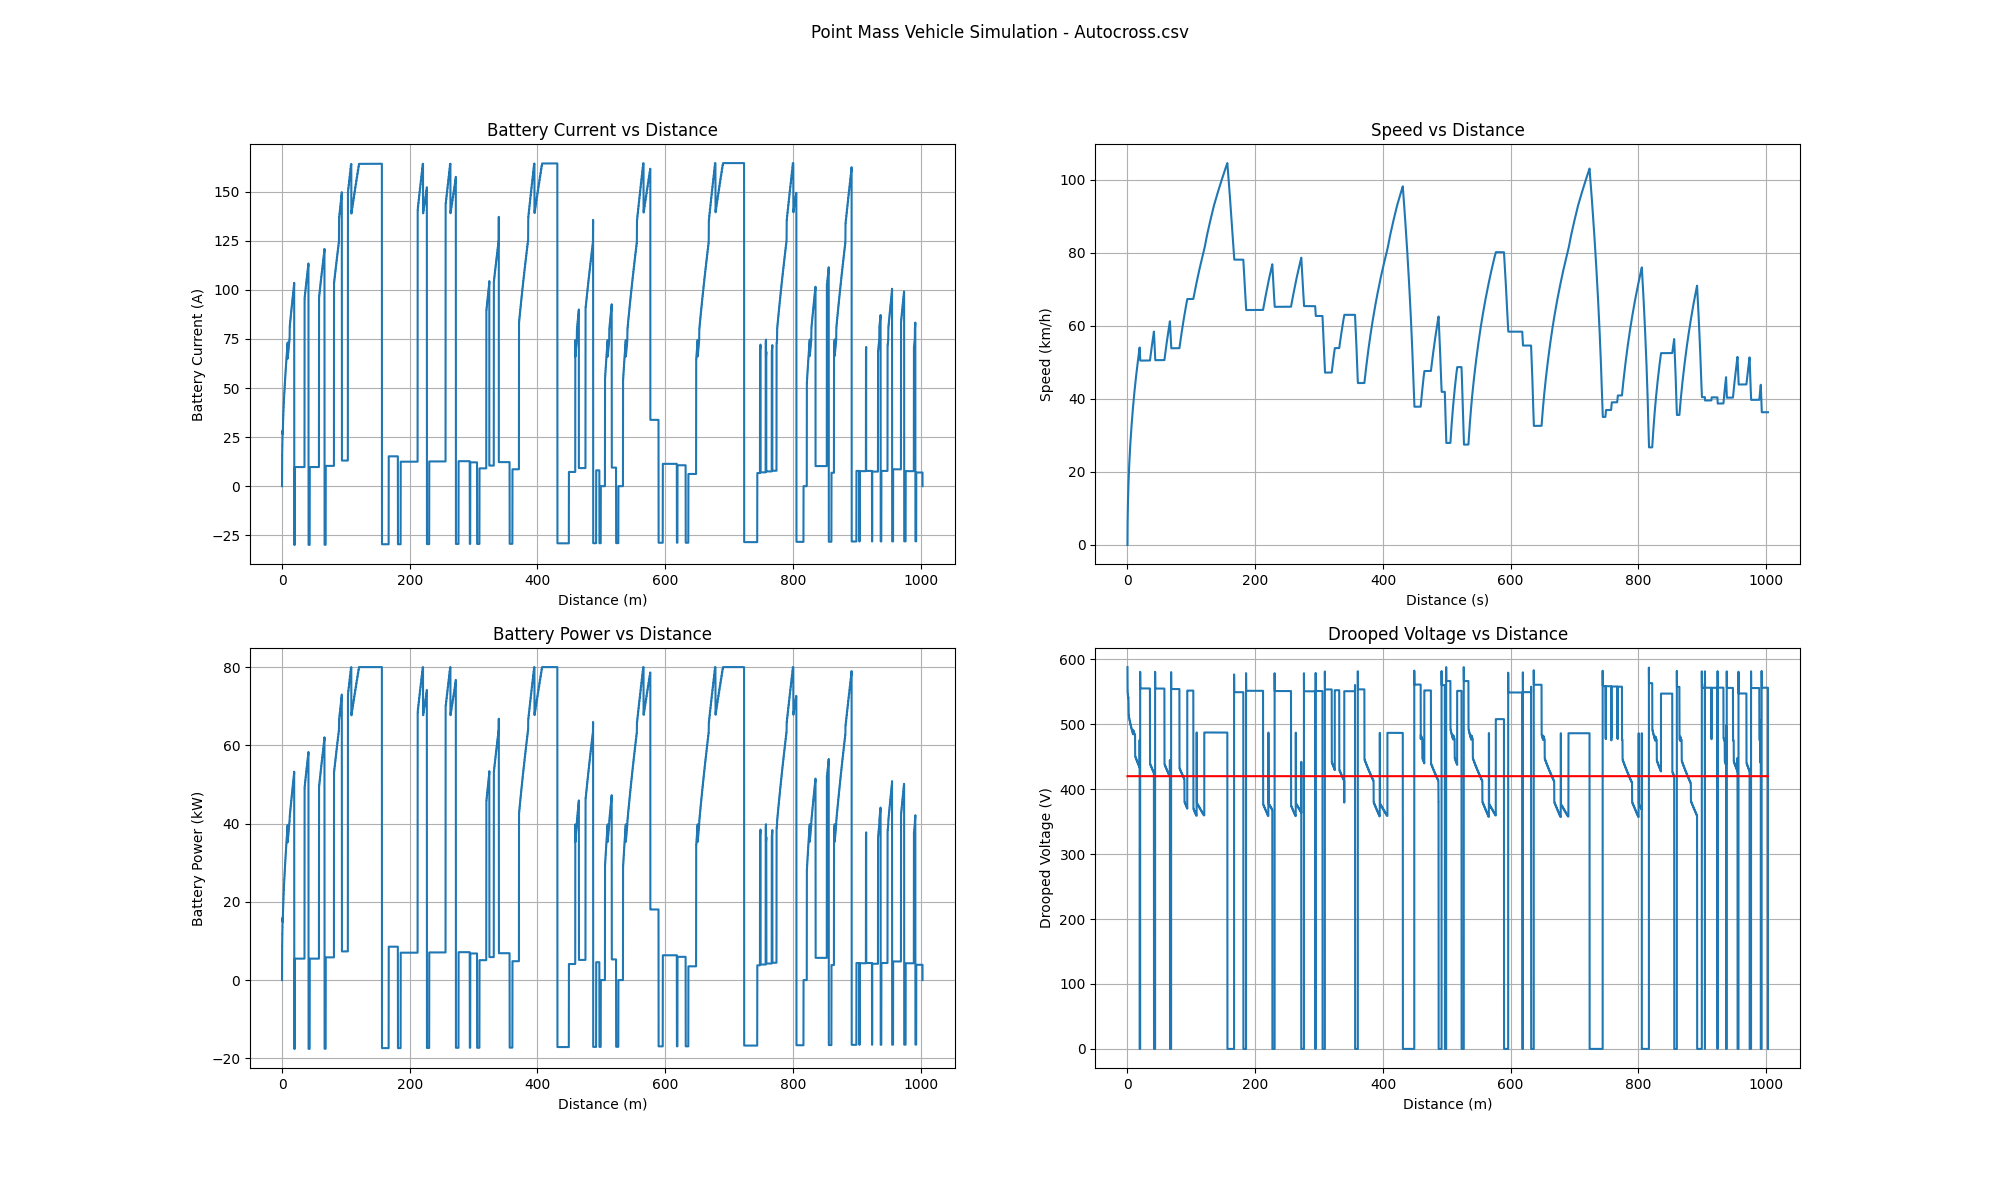 Point Mass Vehicle Simulation - Autocross.csv
Battery Current vs Distance
Battery Current (A)
150
125
100
75
50
25
0
−25
0 200 400 600 800 1000
Distance (m)
Speed vs Distance
Speed (km/h)
100
80
60
40
20
0
0 200 400 600 800 1000
Distance (s)
Battery Power vs Distance
Battery Power (kW)
80
60
40
20
0
−20
0 200 400 600 800 1000
Distance (m)
Drooped Voltage vs Distance
Drooped Voltage (V)
600
500
400
300
200
100
0
0 200 400 600 800 1000
Distance (m)